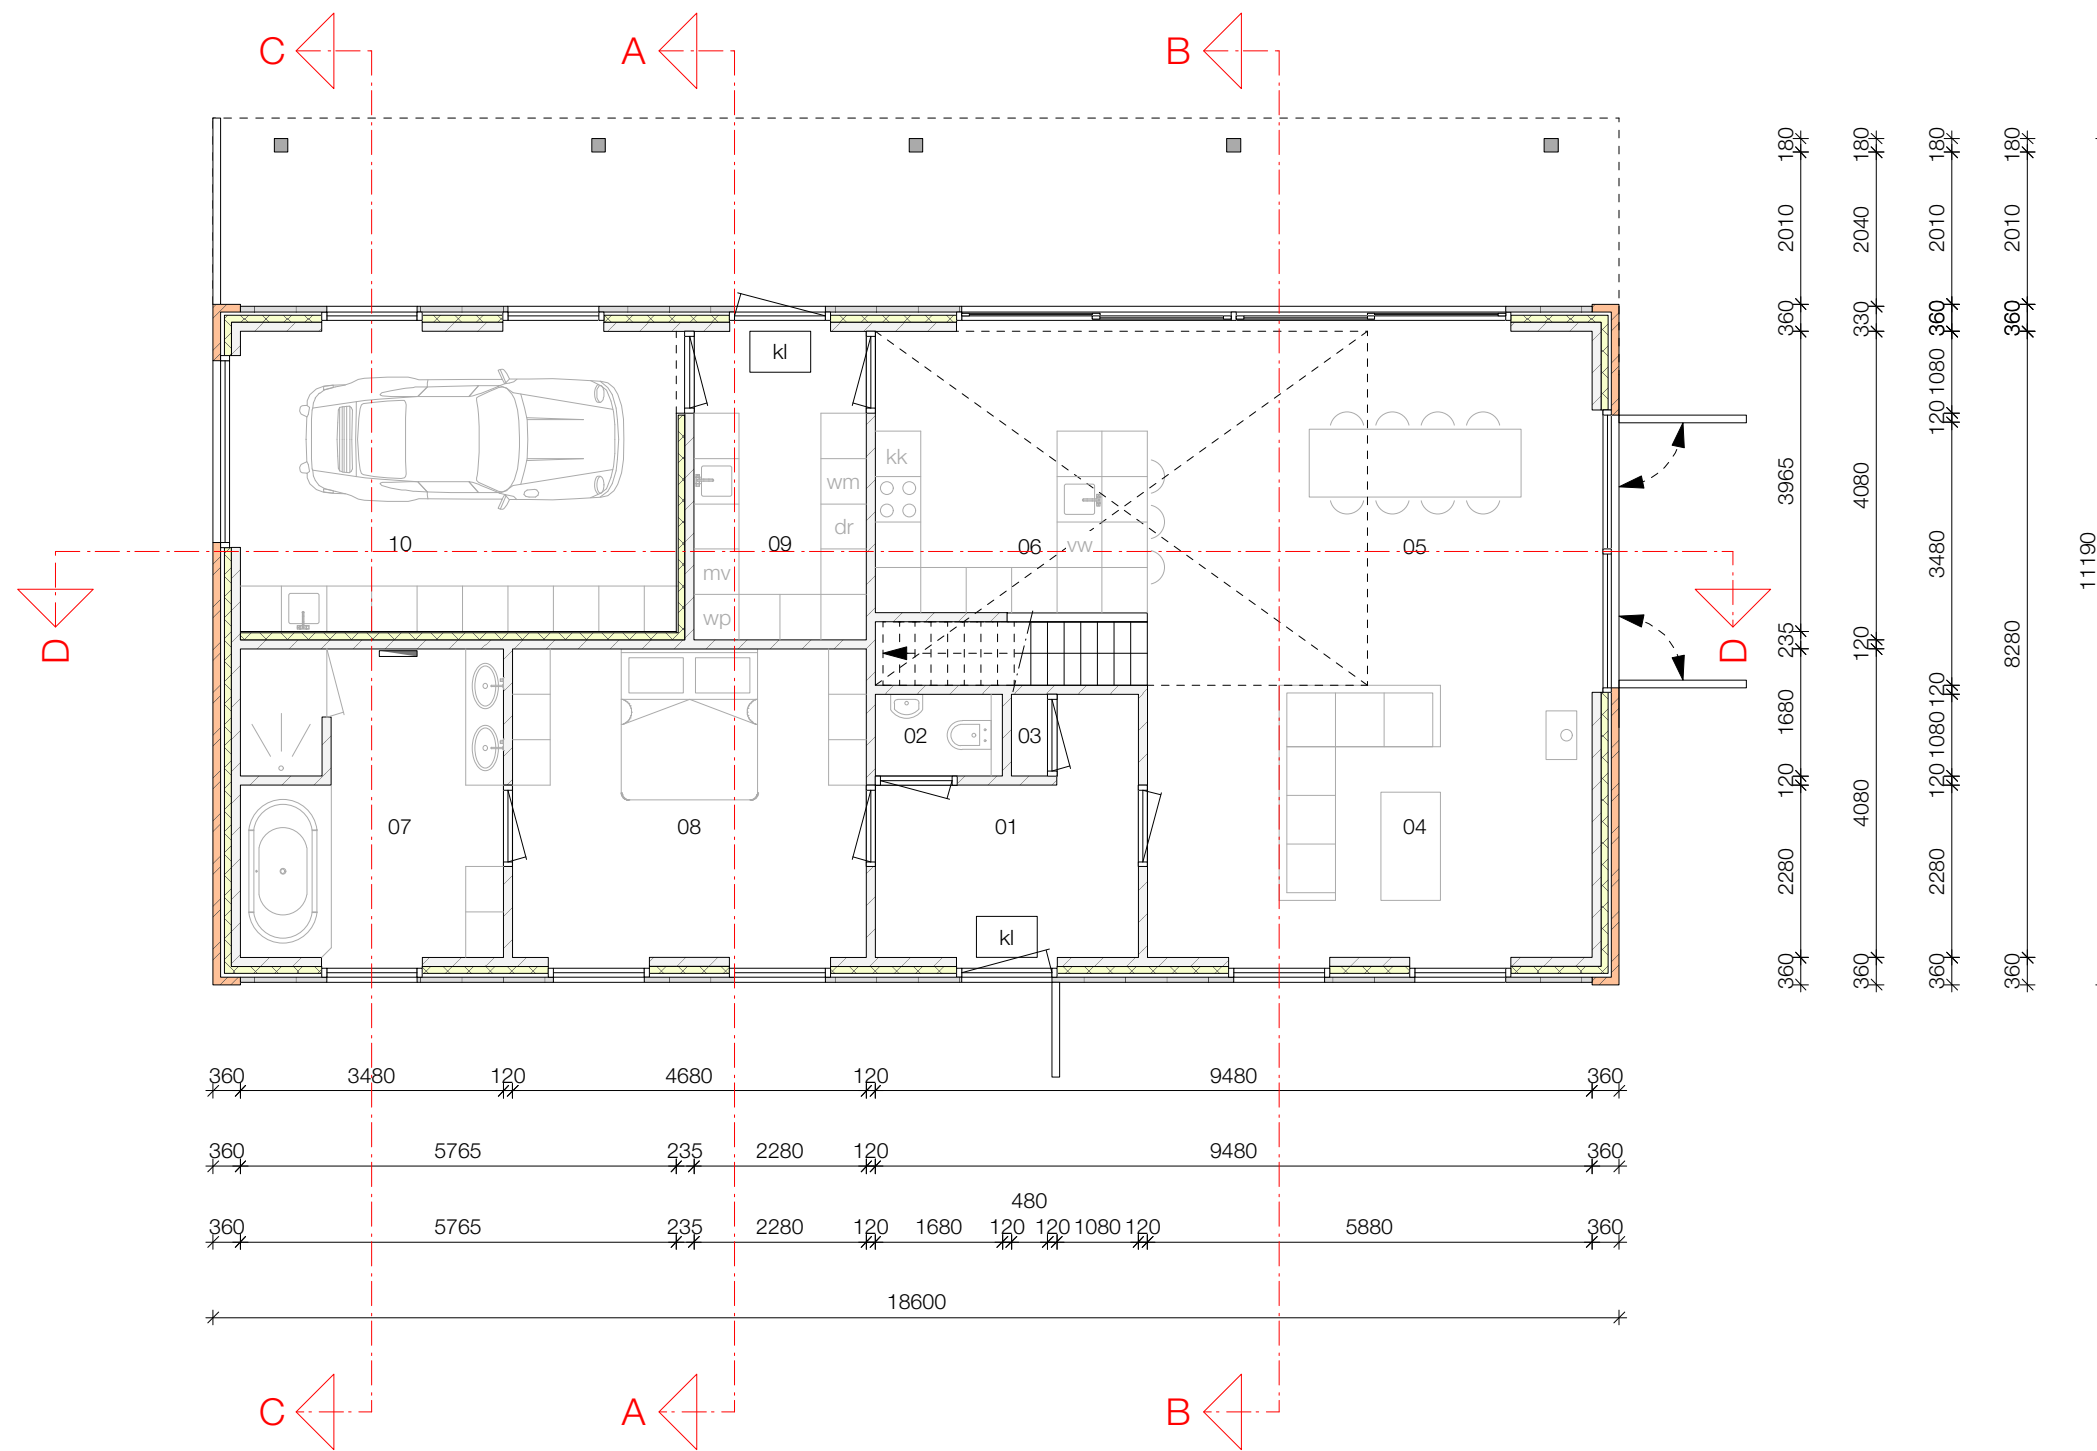 C A B
kl
kk
wm
dr
vw
mv
wp
10 09 06 05
D D
02 03
07 08 01 04
kl
180 2010 360 3965 235 1680 120 2280 360
180 2040 330 4080 120 4080 360
180 2010 360 1080 120 3480 120 1080 120 2280 360
180 2010 360 8280 360
11190
360 3480 120 4680 120 9480 360
360 5765 235 2280 120 9480 360
480
360 5765 235 2280 120 1680 120 120 1080 120 5880 360
18600
C A B